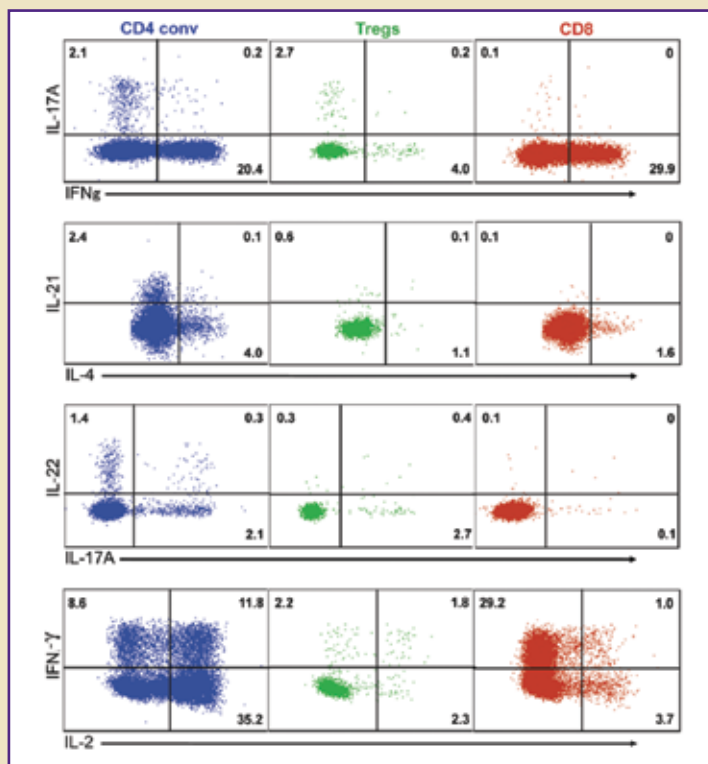 CD4 conv Tregs CD8
2.1 0.2 2.7 0.2 0.1 0
IL-17A
20.4 4.0 29.9
IFNg
2.4 0.1 0.6 0.1 0.1 0
IL-21
4.0 1.1 1.6
IL-4
1.4 0.3 0.3 0.4 0.1 0
IL-22
2.1 2.7 0.1
IL-17A
8.6 11.8 2.2 1.8 29.2 1.0
IFN-γ
35.2 2.3 3.7
IL-2